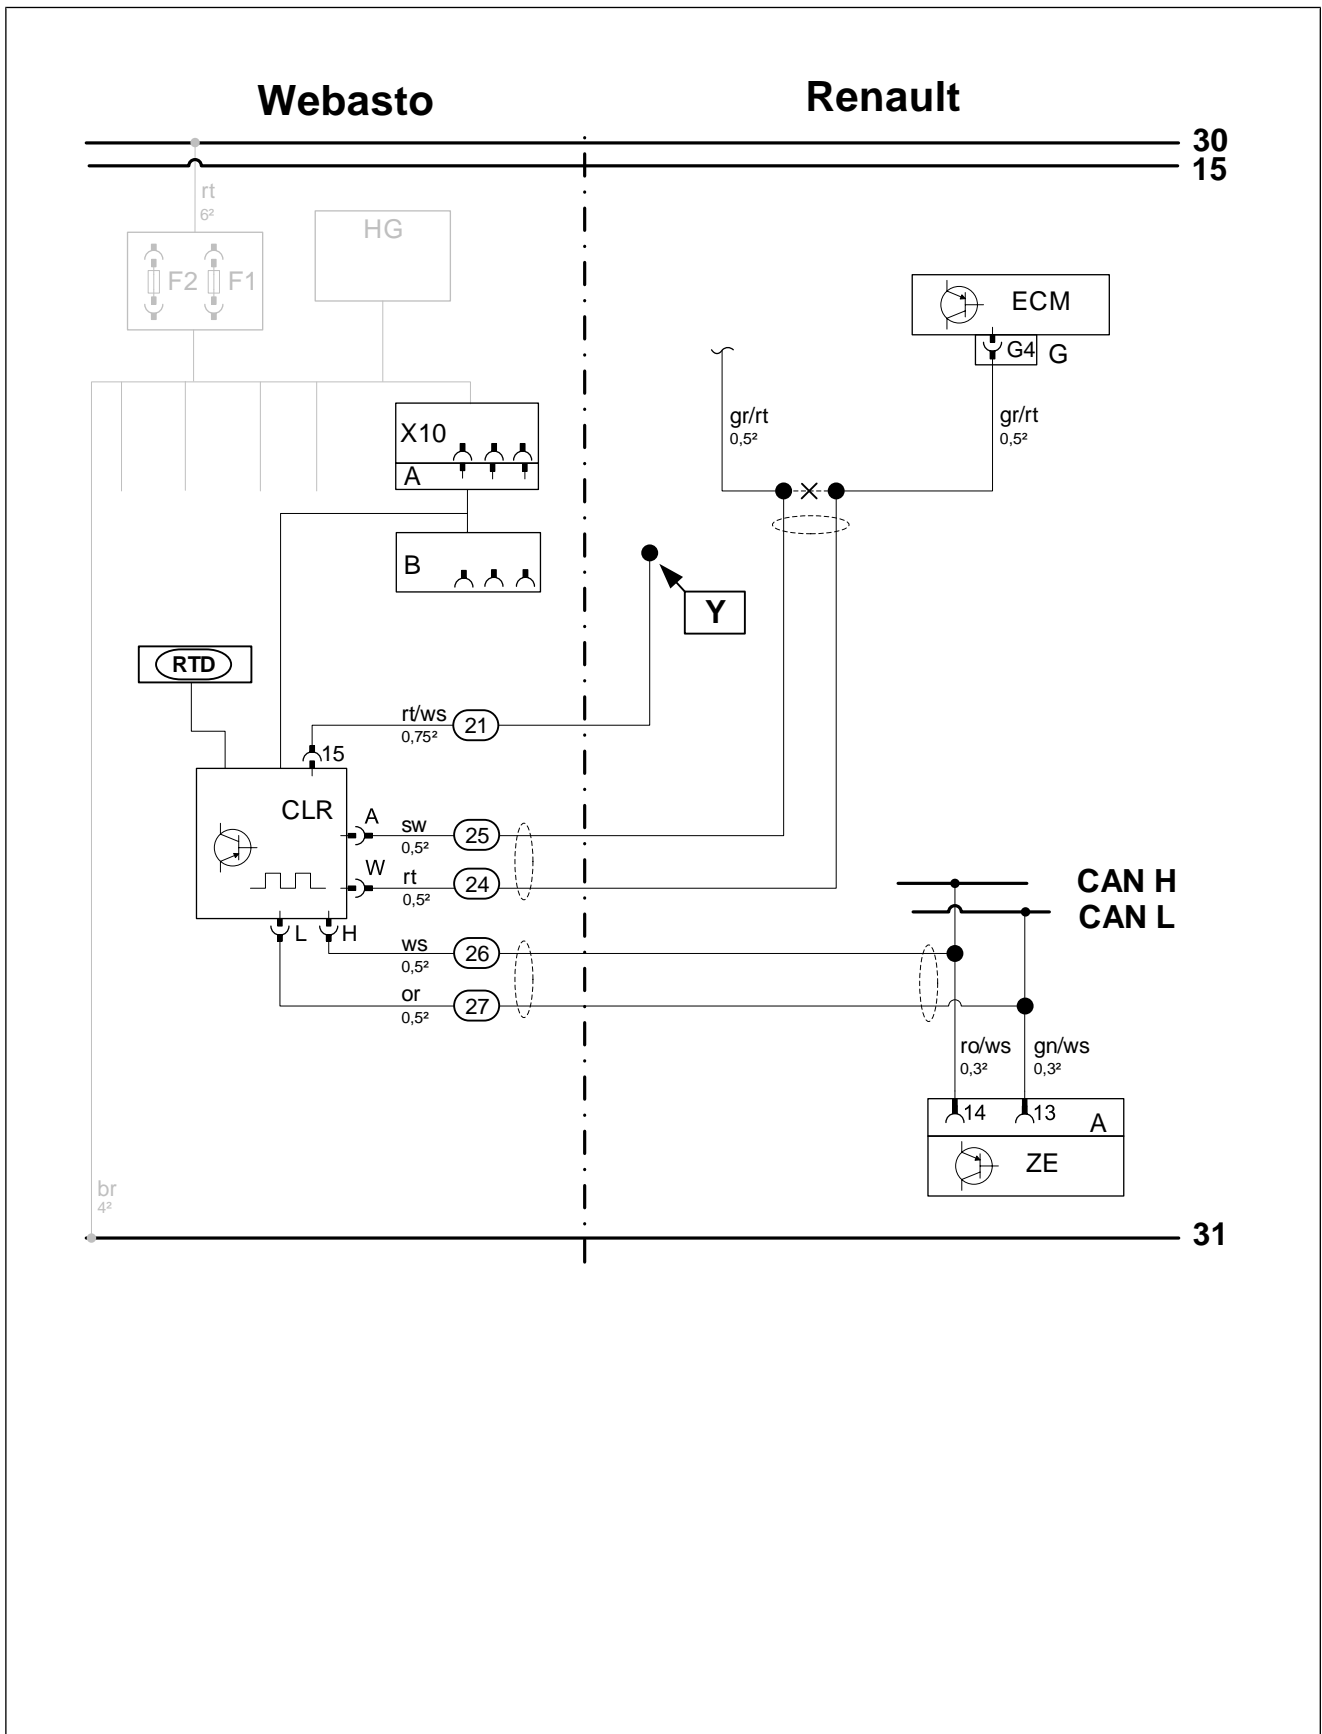 Webasto
Renault
30
15
rt
6²
HG
F2
F1
ECM
G4
G
X10
A
gr/rt
0,5²
gr/rt
0,5²
B
Y
RTD
rt/ws
0,75²
21
15
CLR
A
sw
0,5²
25
W
rt
0,5²
24
CAN H
CAN L
L
H
ws
0,5²
26
or
0,5²
27
ro/ws
0,3²
gn/ws
0,3²
14
13
A
ZE
br
4²
31